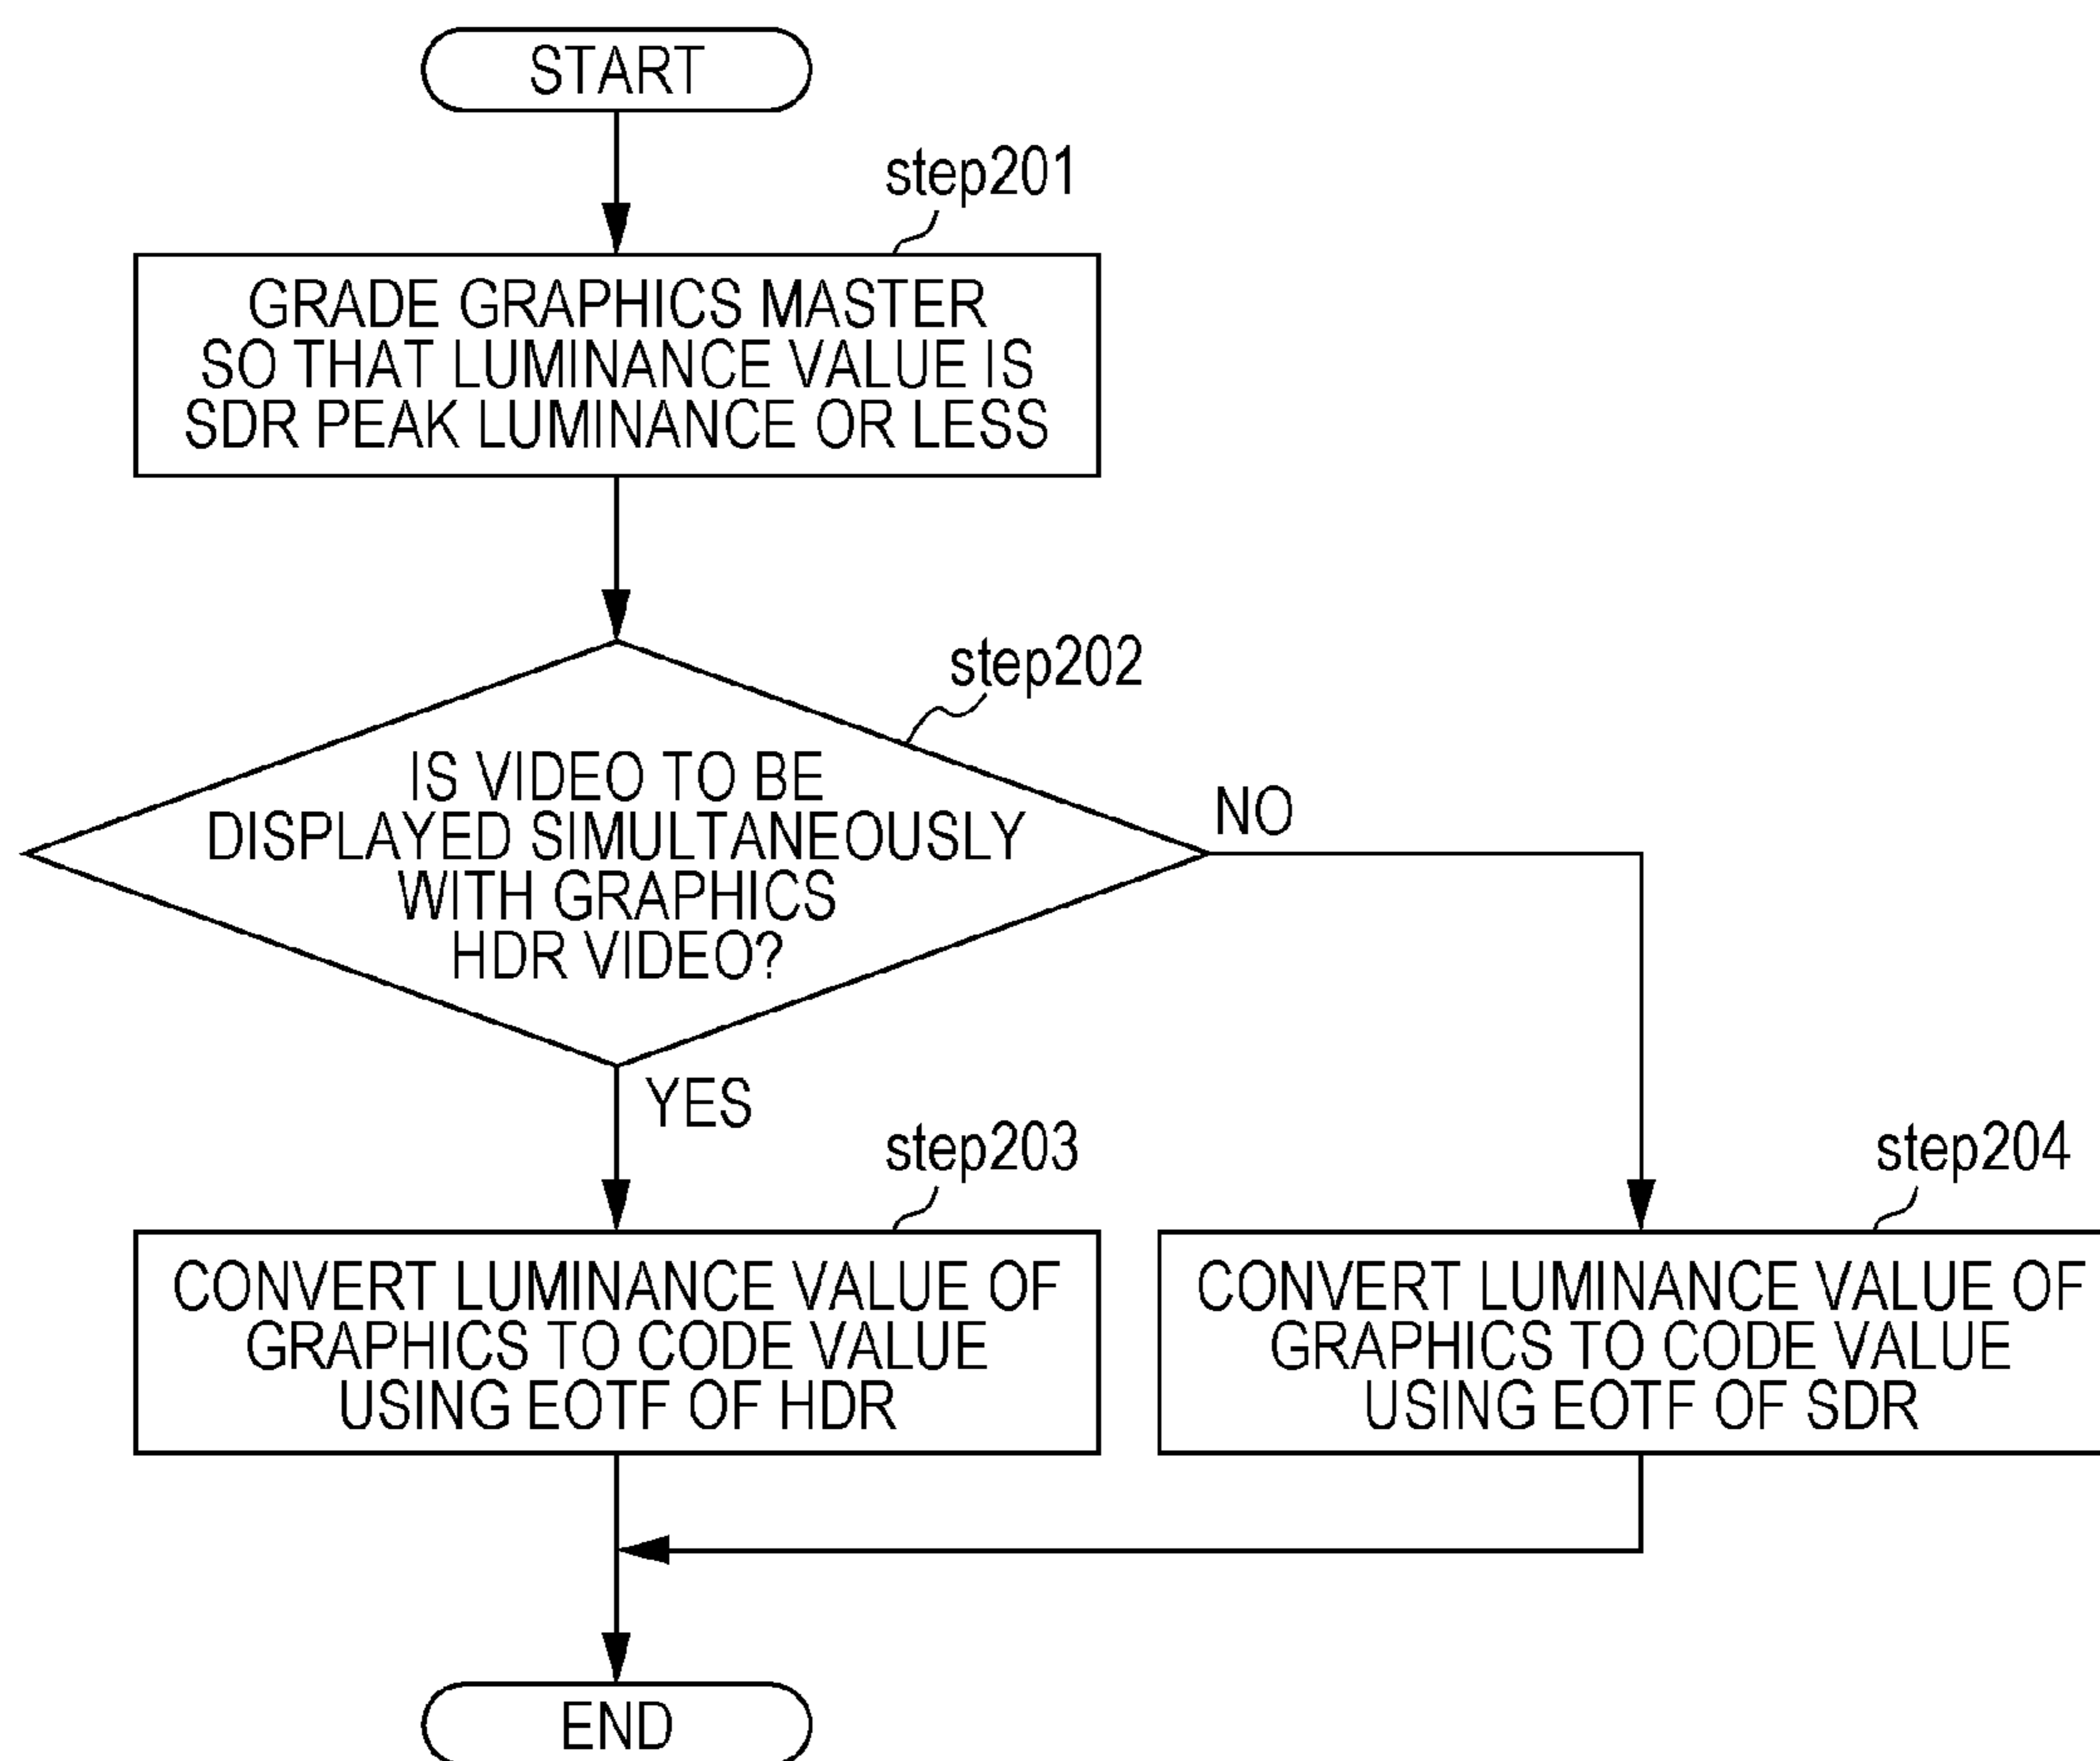 START
step201
GRADE GRAPHICS MASTER
SO THAT LUMINANCE VALUE IS
SDR PEAK LUMINANCE OR LESS
step202
IS VIDEO TO BE
DISPLAYED SIMULTANEOUSLY
WITH GRAPHICS
HDR VIDEO?
NO
YES
step203
CONVERT LUMINANCE VALUE OF
GRAPHICS TO CODE VALUE
USING EOTF OF HDR
step204
CONVERT LUMINANCE VALUE OF
GRAPHICS TO CODE VALUE
USING EOTF OF SDR
END